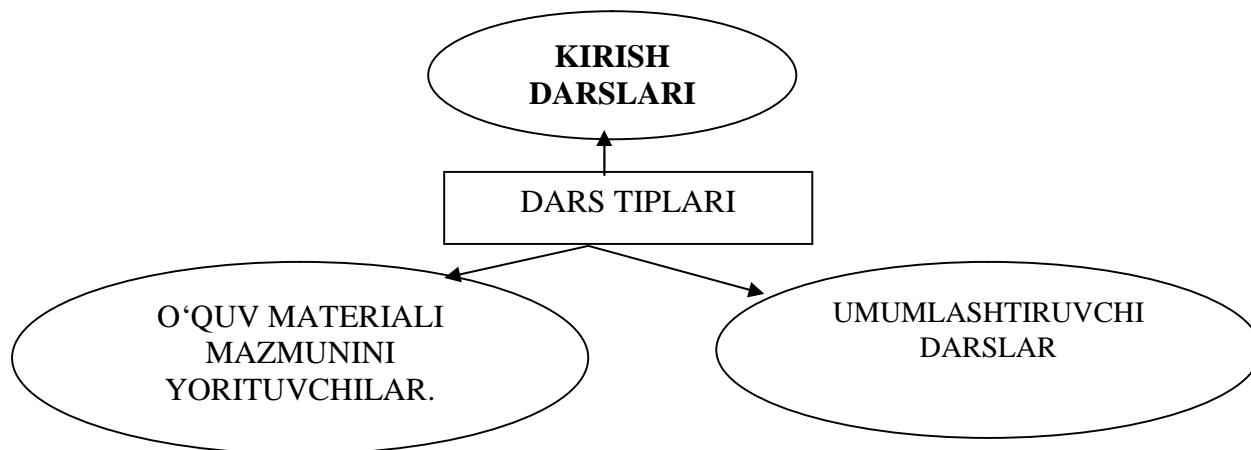 KIRISH
DARSLARI
DARS TIPLARI
O‘QUV MATERIALI
MAZMUNINI
YORITUVCHILAR.
UMUMLASHTIRUVCHI
DARSLAR